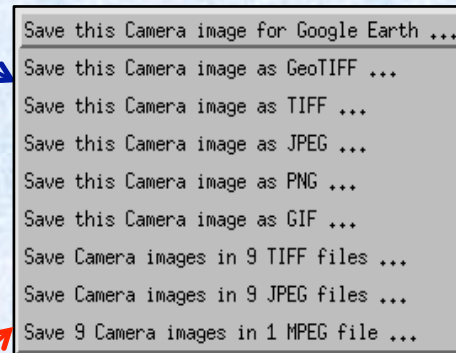 Save this Camera image for Google Earth ...
Save this Camera image as GeoTIFF ...
Save this Camera image as TIFF ...
Save this Camera image as JPEG ...
Save this Camera image as PNG ...
Save this Camera image as GIF ...
Save Camera images in 9 TIFF files ...
Save Camera images in 9 JPEG files ...
Save 9 Camera images in 1 MPEG file ...